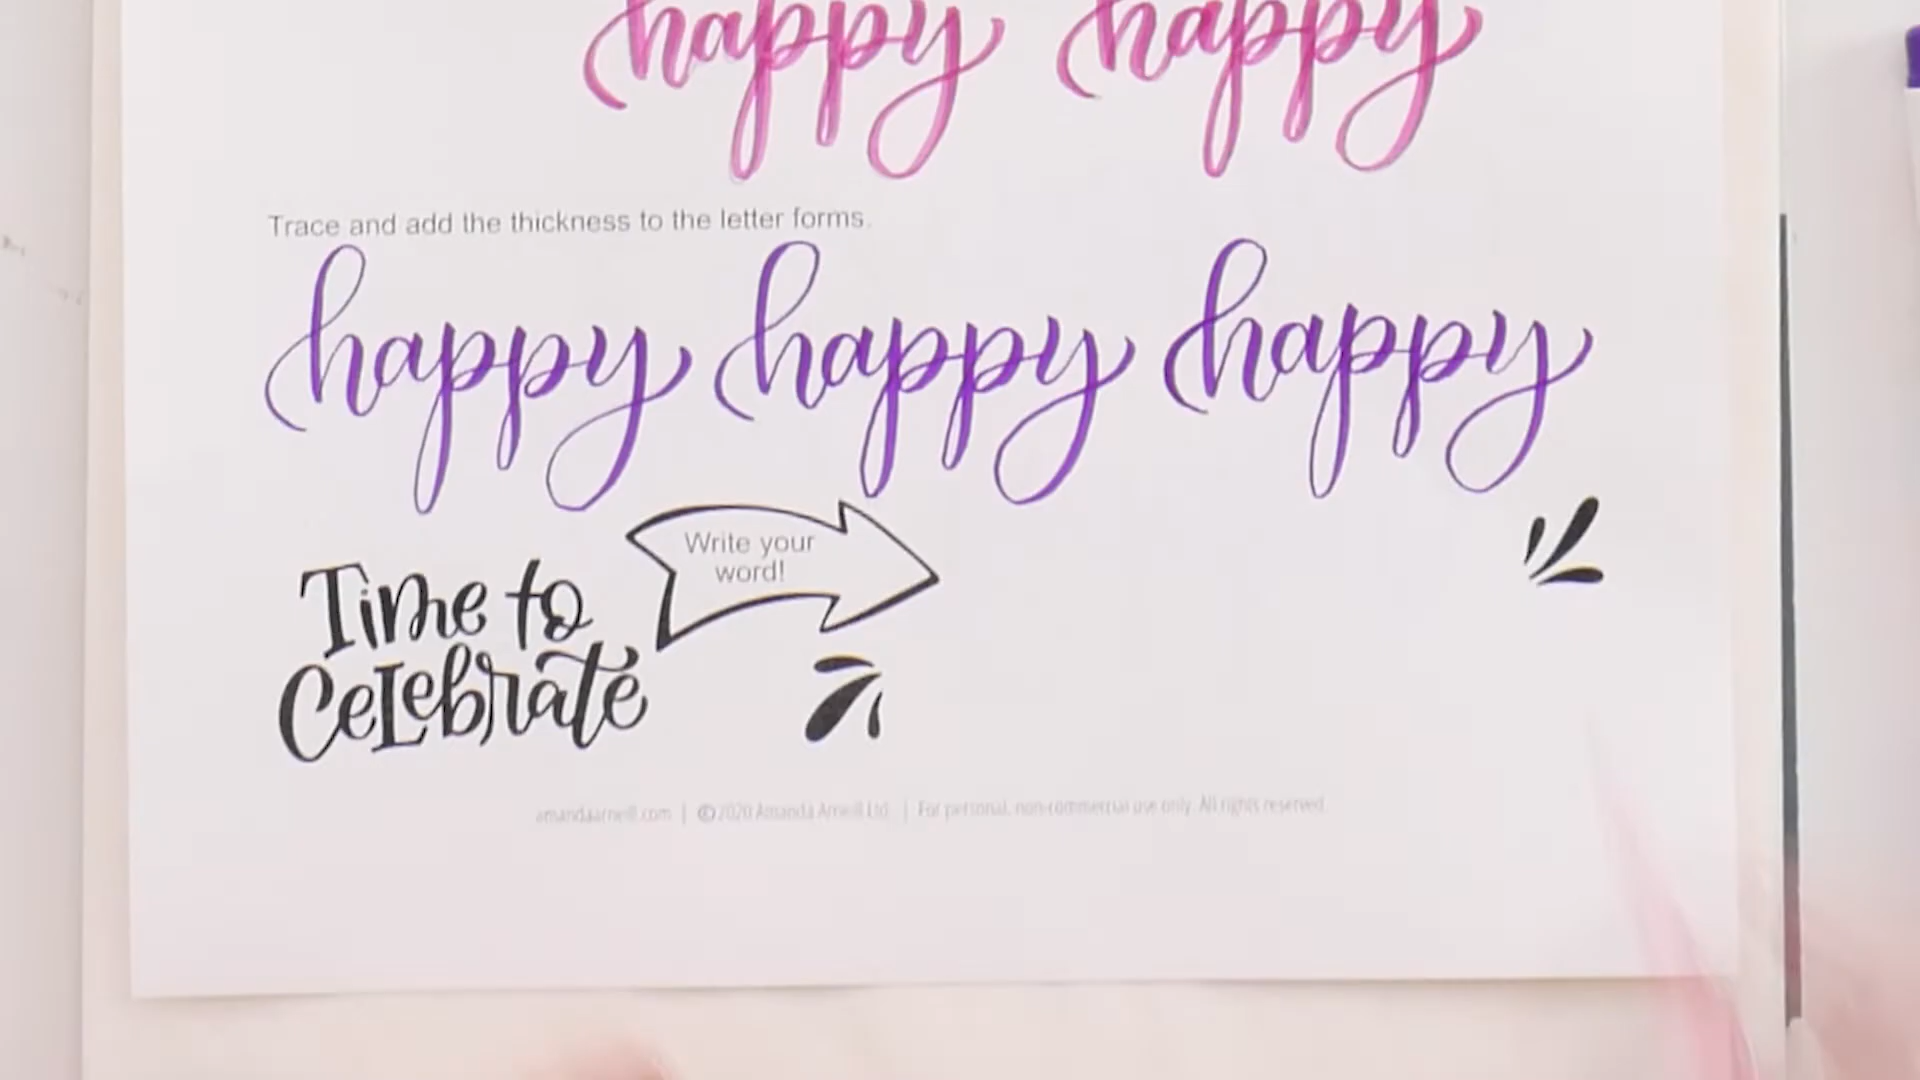 happy happy
Trace and add the thickness to the letter forms.
happy happy happy
Write your
word!
Time to
Celebrate
amandaarneill.com | ©2020 Amanda Arneill Ltd. | For personal, non-commercial use only. All rights reserved.